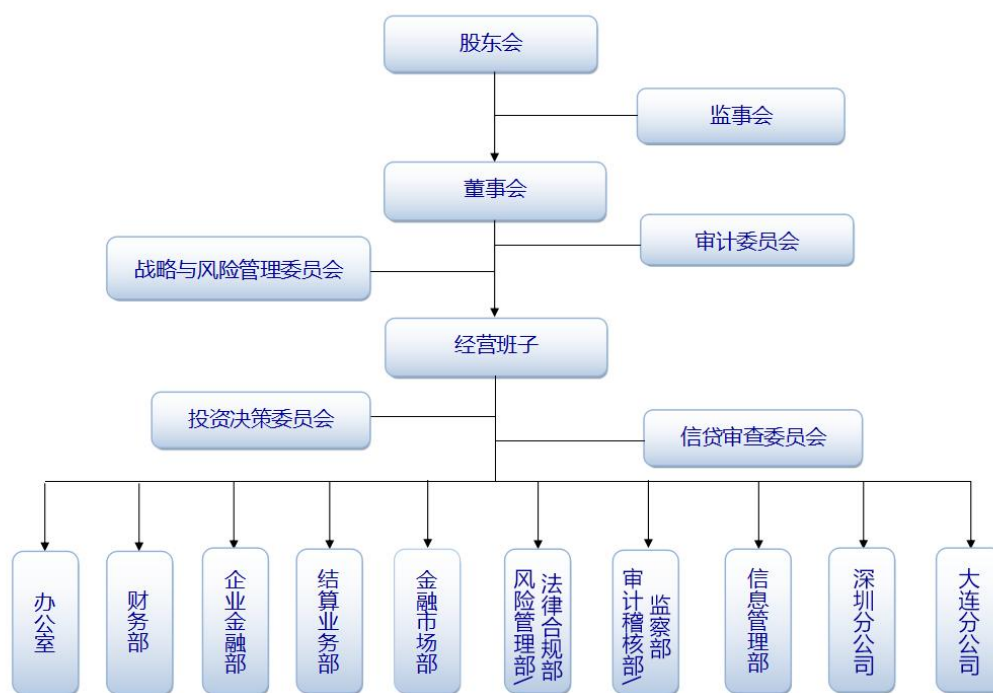 股东会
监事会
董事会
审计委员会
战略与风险管理委员会
经营班子
投资决策委员会
信贷审查委员会
办公室
财务部
企业金融部
结算业务部
金融市场部
风险管理部\
法律合规部
审计稽核部\
监察部
信息管理部
深圳分公司
大连分公司